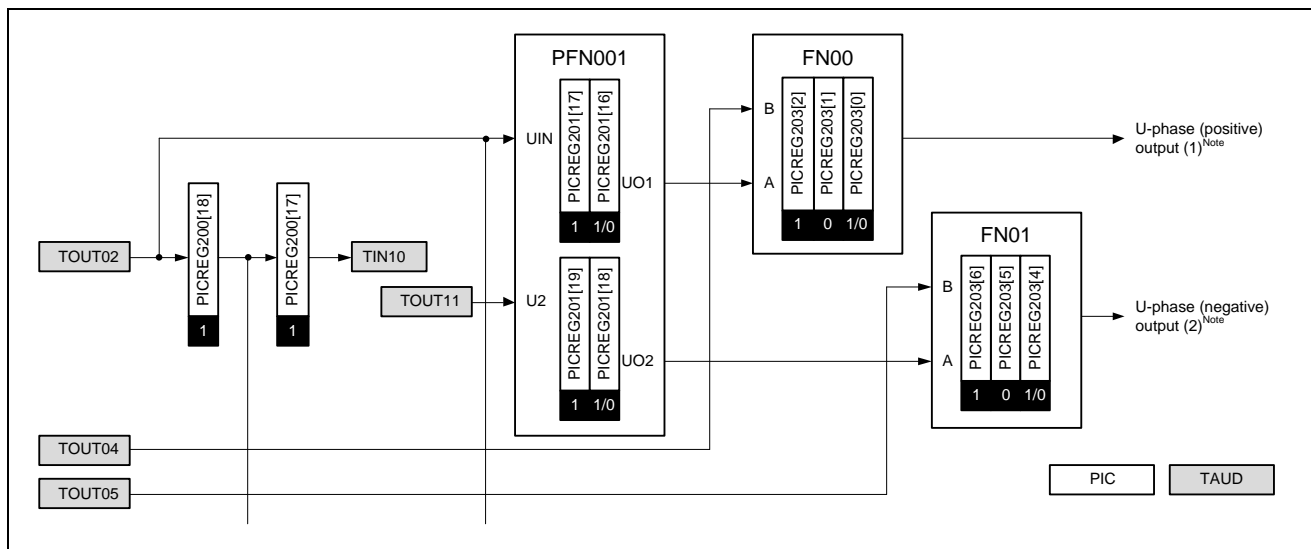 PFN001
FN00
UIN
PICREG201[17]
PICREG201[16]
UO1
1
1/0
B
A
PICREG203[2]
PICREG203[1]
PICREG203[0]
1
0
1/0
U-phase (positive)
output (1)Note
TOUT02
PICREG200[18]
1
PICREG200[17]
1
TIN10
TOUT11
U2
PICREG201[19]
PICREG201[18]
UO2
1
1/0
FN01
B
A
PICREG203[6]
PICREG203[5]
PICREG203[4]
1
0
1/0
U-phase (negative)
output (2)Note
TOUT04
TOUT05
PIC
TAUD